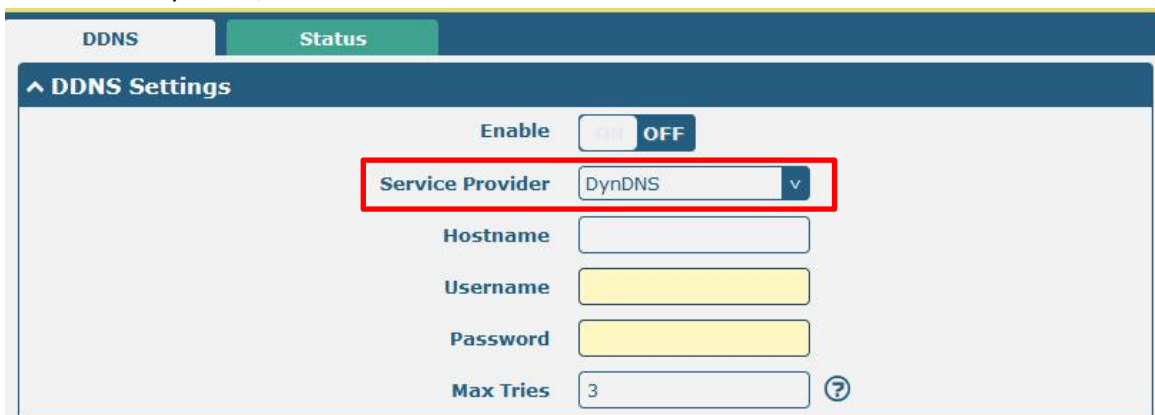 DDNS Status
DDNS Settings
Enable ON OFF
Service Provider DynDNS v
Hostname
Username
Password
Max Tries 3 ?